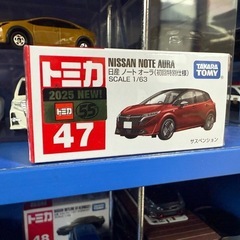 トミカ
2025 NEW!
トミカ 55
47
NISSAN NOTE AURA
日産 ノート オーラ(初回特別仕様)
SCALE 1/63
TAKARA TOMY
サスペンション
トミカ
48